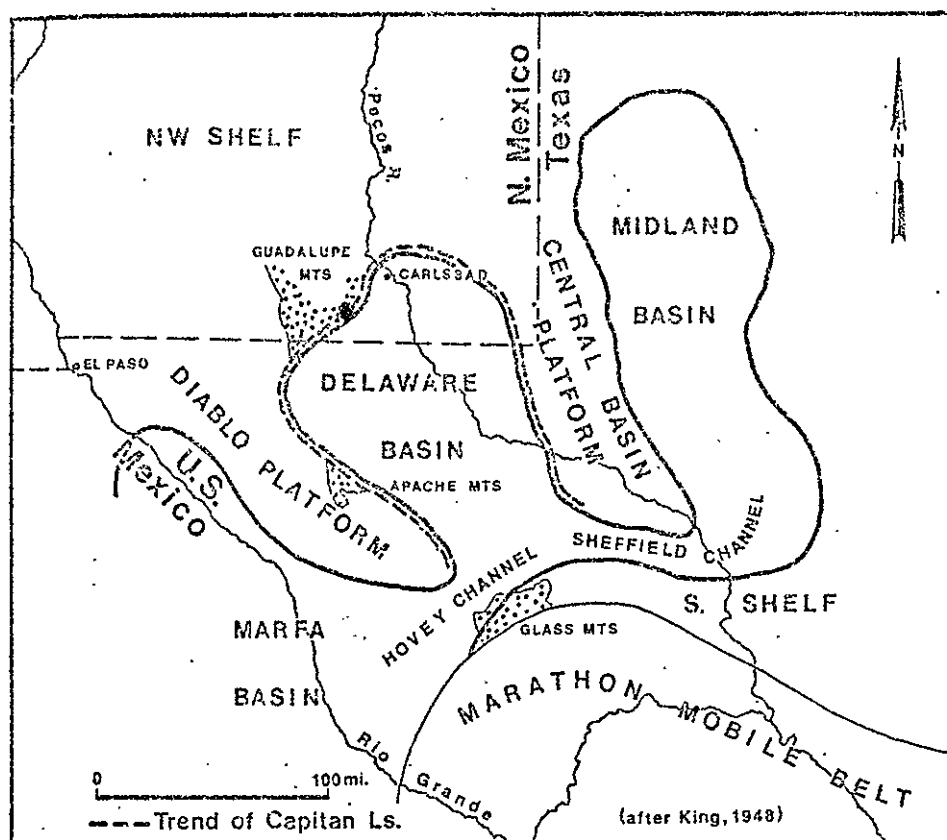 N. Mexico
Texas
Pecos R.
NW SHELF
N
MIDLAND
BASIN
GUADALUPE
MTS
CARLSBAD
CENTRAL BASIN
PLATFORM
EL PASO
DELAWARE
BASIN
DIABLO PLATFORM
U.S.
Mexico
APACHE MTS
SHEFFIELD CHANNEL
HOVEY CHANNEL
S. SHELF
GLASS MTS
MARFA
BASIN
MARATHON MOBILE BELT
Rio Grande
0 100 mi.
--- Trend of Capitan Ls.
(after King, 1948)